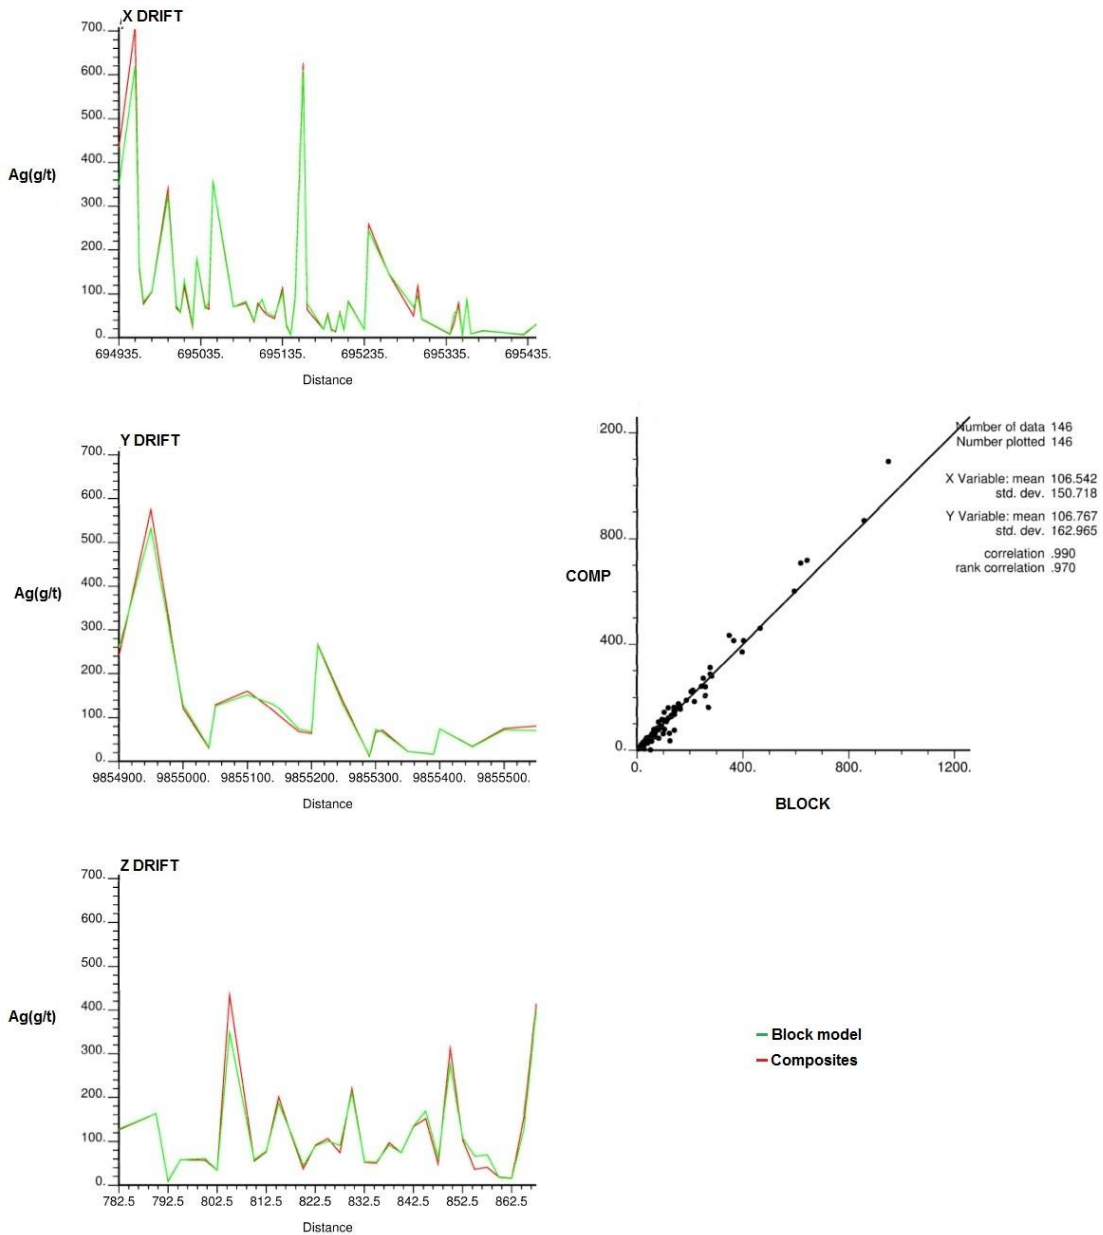 X DRIFT
700.
600.
500.
400.
300.
200.
100.
0.
Ag(g/t)
694935. 695035. 695135. 695235. 695335. 695435.
Distance
Y DRIFT
700.
600.
500.
400.
300.
200.
100.
0.
Ag(g/t)
9854900. 9855000. 9855100. 9855200. 9855300. 9855400. 9855500.
Distance
200.
800.
400.
0.
COMP
0. 400. 800. 1200.
BLOCK
Number of data 146
Number plotted 146
X Variable: mean 106.542
std. dev. 150.718
Y Variable: mean 106.767
std. dev. 162.965
correlation .990
rank correlation .970
Z DRIFT
700.
600.
500.
400.
300.
200.
100.
0.
Ag(g/t)
782.5 792.5 802.5 812.5 822.5 832.5 842.5 852.5 862.5
Distance
Block model
Composites